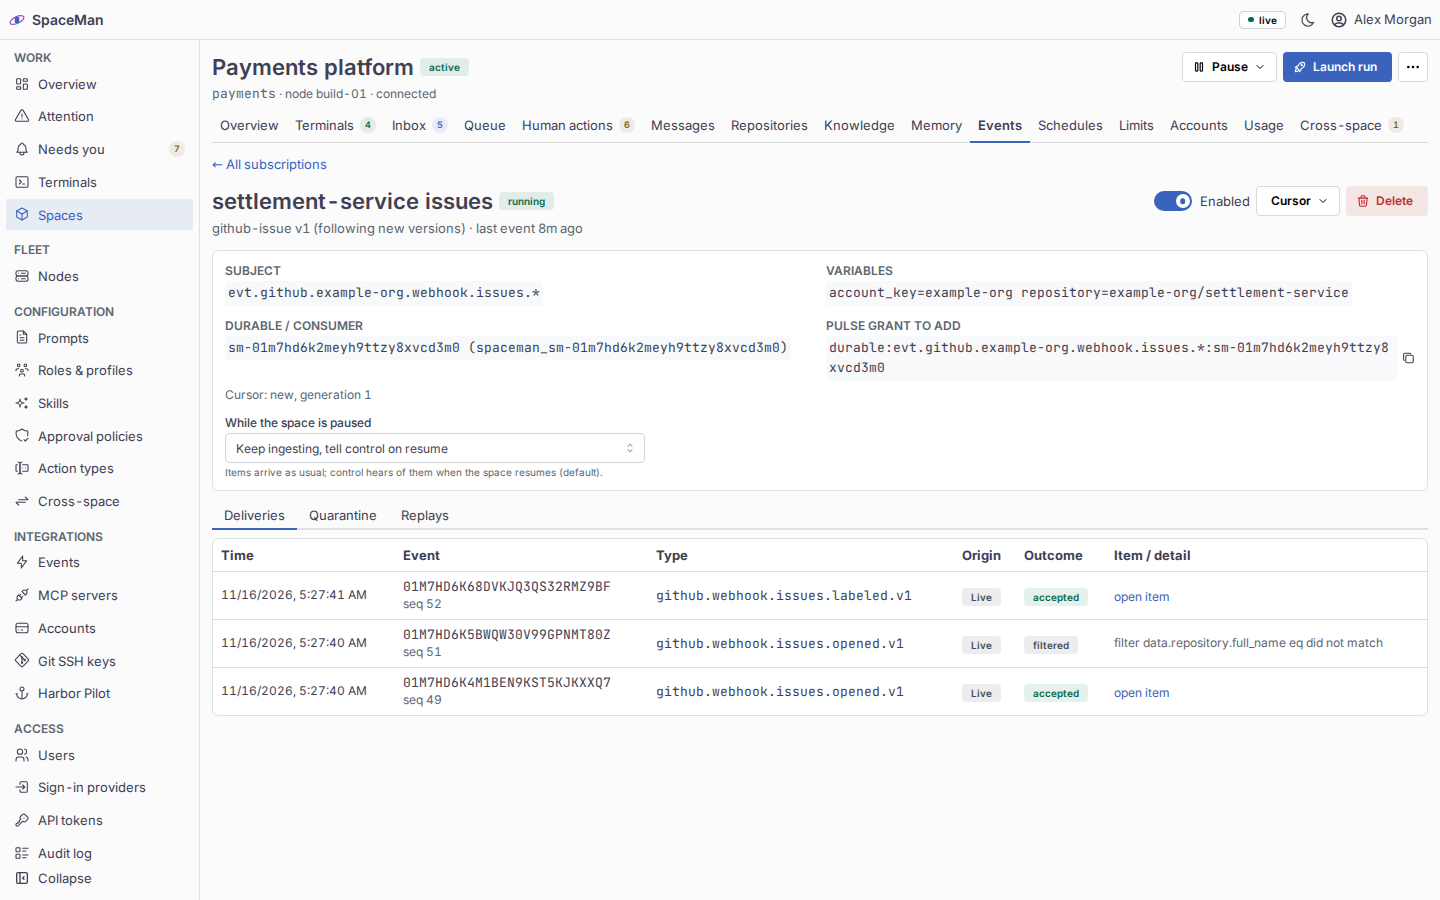 SpaceMan
live
Alex Morgan
WORK
Overview
Attention
Needs you 7
Terminals
Spaces
FLEET
Nodes
CONFIGURATION
Prompts
Roles & profiles
Skills
Approval policies
Action types
Cross-space
INTEGRATIONS
Events
MCP servers
Accounts
Git SSH keys
Harbor Pilot
ACCESS
Users
Sign-in providers
API tokens
Audit log
Collapse
Payments platform active
Pause
Launch run
payments · node build-01 · connected
Overview Terminals 4 Inbox 5 Queue Human actions 6 Messages Repositories Knowledge Memory Events Schedules Limits Accounts Usage Cross-space 1
← All subscriptions
settlement-service issues running
Enabled
Cursor
Delete
github-issue v1 (following new versions) · last event 8m ago
SUBJECT
evt.github.example-org.webhook.issues.*
VARIABLES
account_key=example-org repository=example-org/settlement-service
DURABLE / CONSUMER
sm-01m7hd6k2meyh9ttzy8xvcd3m0 (spaceman_sm-01m7hd6k2meyh9ttzy8xvcd3m0)
PULSE GRANT TO ADD
durable:evt.github.example-org.webhook.issues.*:sm-01m7hd6k2meyh9ttzy8
xvcd3m0
Cursor: new, generation 1
While the space is paused
Keep ingesting, tell control on resume
Items arrive as usual; control hears of them when the space resumes (default).
Deliveries Quarantine Replays
Time Event Type Origin Outcome Item / detail
11/16/2026, 5:27:41 AM 01M7HD6K68DVKJQ3QS32RMZ9BF github.webhook.issues.labeled.v1 Live accepted open item
seq 52
11/16/2026, 5:27:40 AM 01M7HD6K5BWQW30V99GPNMT80Z github.webhook.issues.opened.v1 Live filtered filter data.repository.full_name eq did not match
seq 51
11/16/2026, 5:27:40 AM 01M7HD6K4M1BEN9KST5KJKXXQ7 github.webhook.issues.opened.v1 Live accepted open item
seq 49